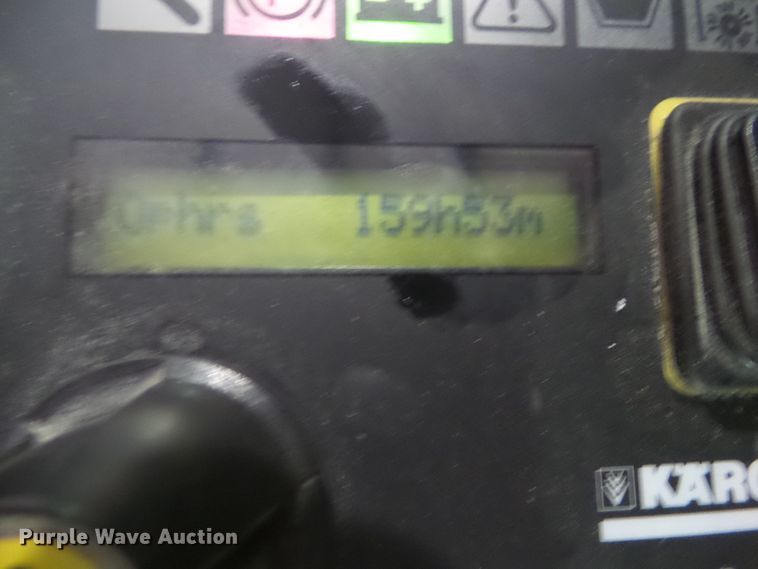 Ophrs 159h53m
KÄRC
Purple Wave Auction